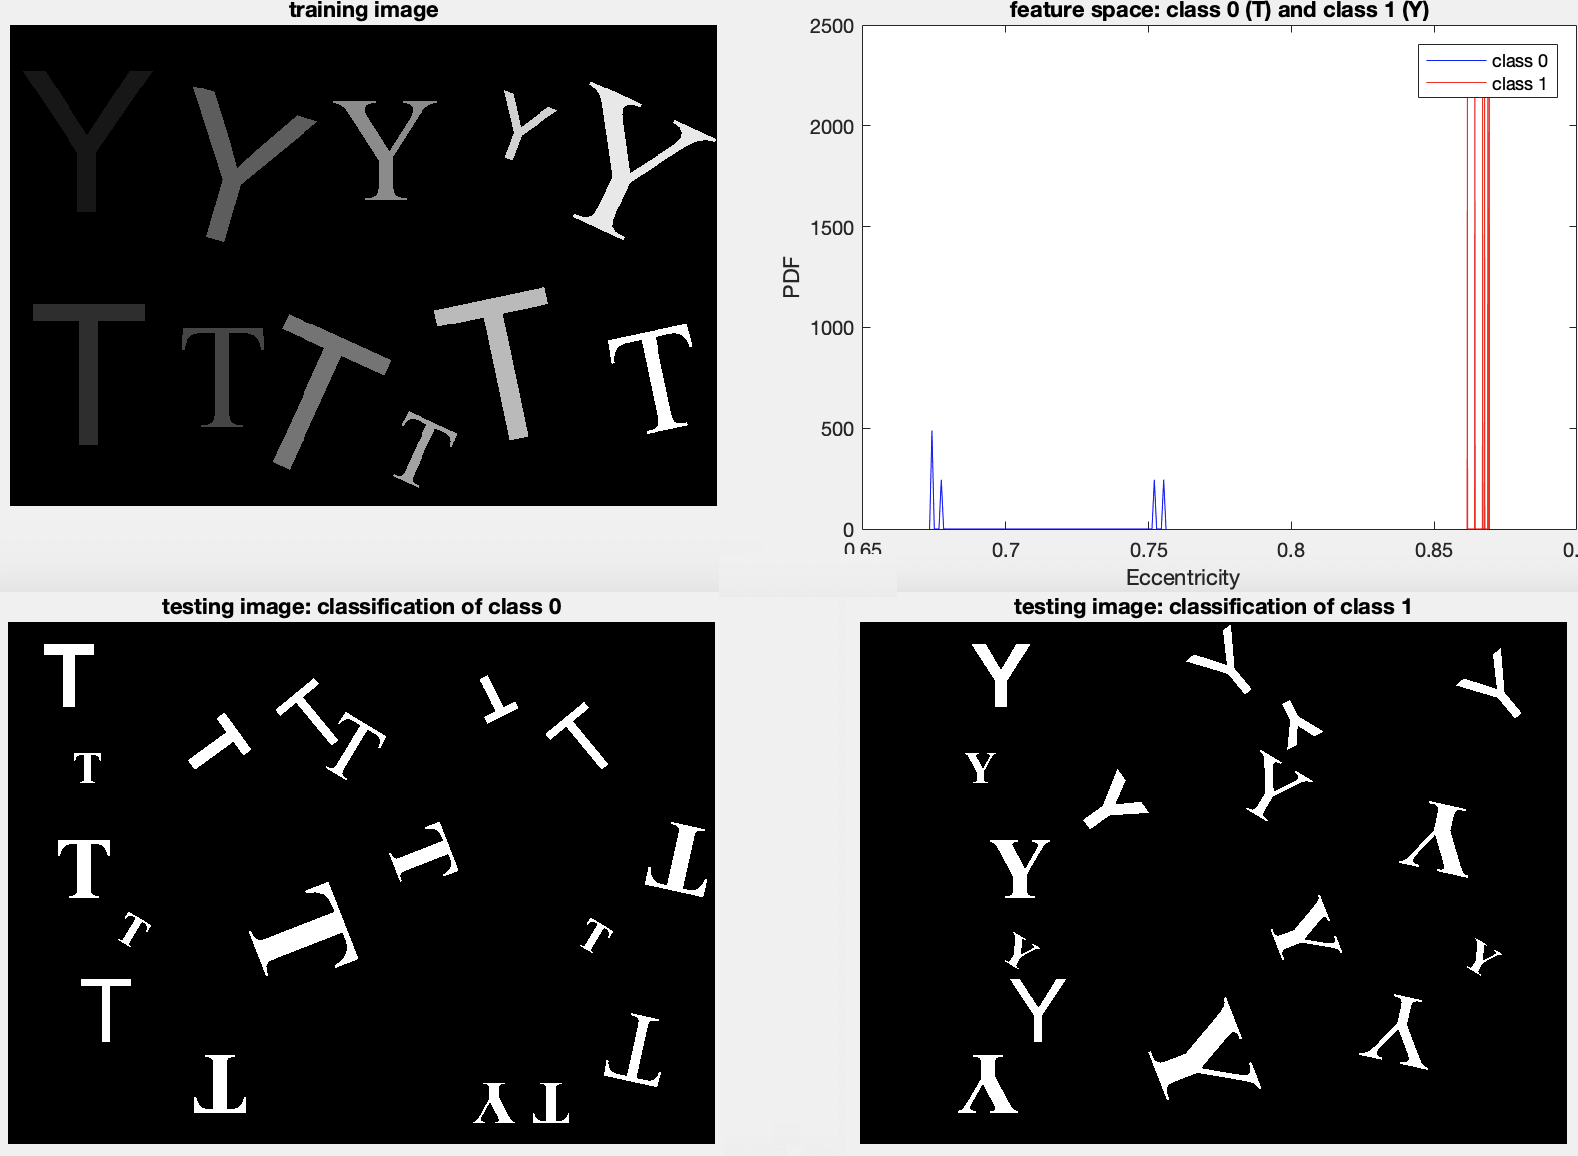 training image
Y Y Y Y Y
T T T T T T
feature space: class 0 (T) and class 1 (Y)
class 0
class 1
PDF
2500
2000
1500
1000
500
0
0.65 0.7 0.75 0.8 0.85 0.
Eccentricity
testing image: classification of class 0
T
T T T T T
T
T T T
T T T
T
T T
T
Y T
testing image: classification of class 1
Y Y Y
Y
Y Y Y
Y Y
Y Y Y
Y Y Y
Y Y